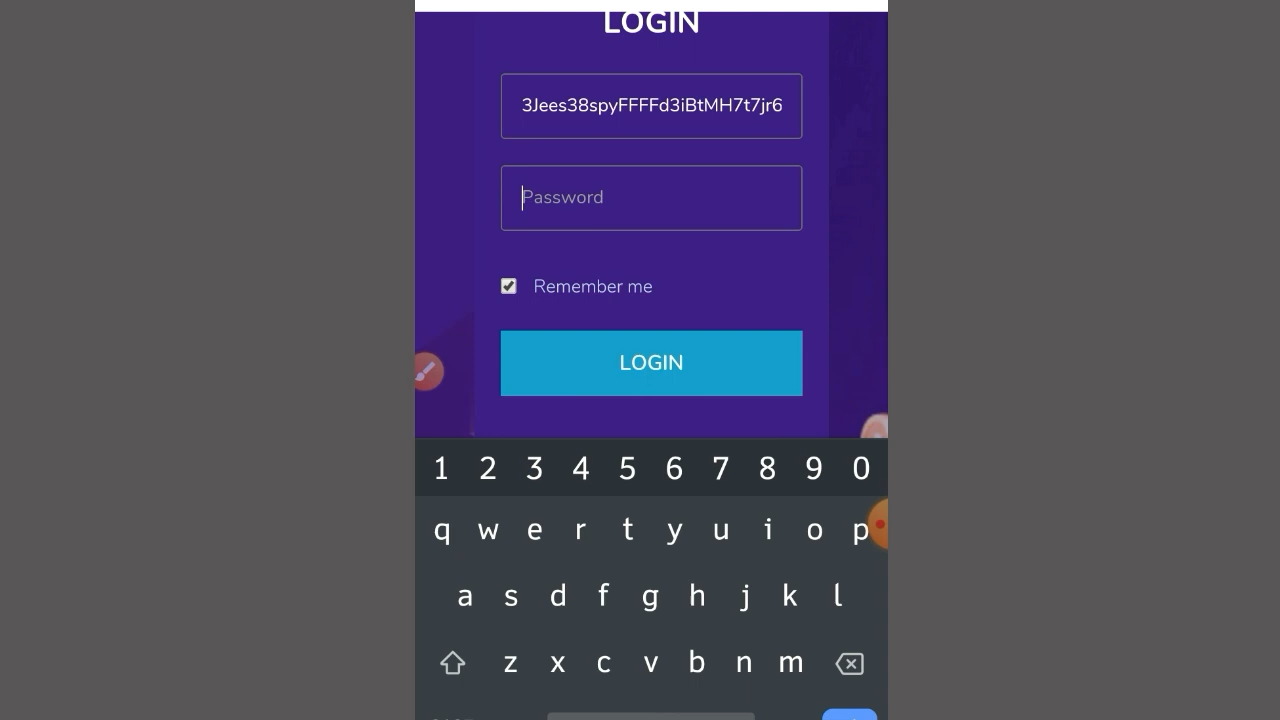 LOGIN
3Jees38spyFFFFd3iBtMH7t7jr6
Password
Remember me
LOGIN
1 2 3 4 5 6 7 8 9 0
q w e r t y u i o p
a s d f g h j k l
z x c v b n m